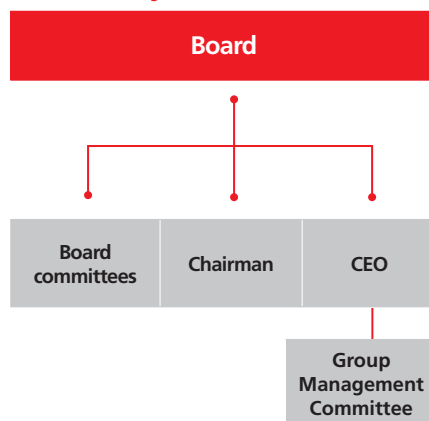 Board
Board
committees
Chairman
CEO
Group
Management
Committee